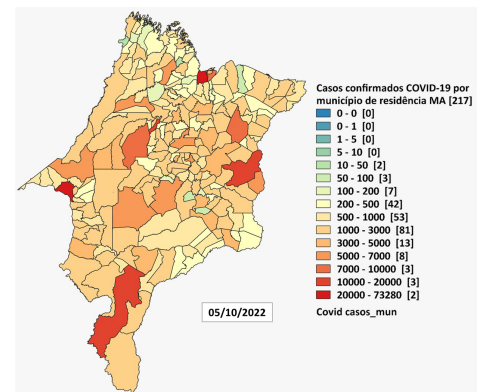 Casos confirmados COVID-19 por
município de residência MA [217]
0 - 0 [0]
0 - 1 [0]
1 - 5 [0]
5 - 10 [0]
10 - 50 [2]
50 - 100 [3]
100 - 200 [7]
200 - 500 [42]
500 - 1000 [53]
1000 - 3000 [81]
3000 - 5000 [13]
5000 - 7000 [8]
7000 - 10000 [3]
10000 - 20000 [3]
20000 - 73280 [2]
Covid casos_mun
05/10/2022